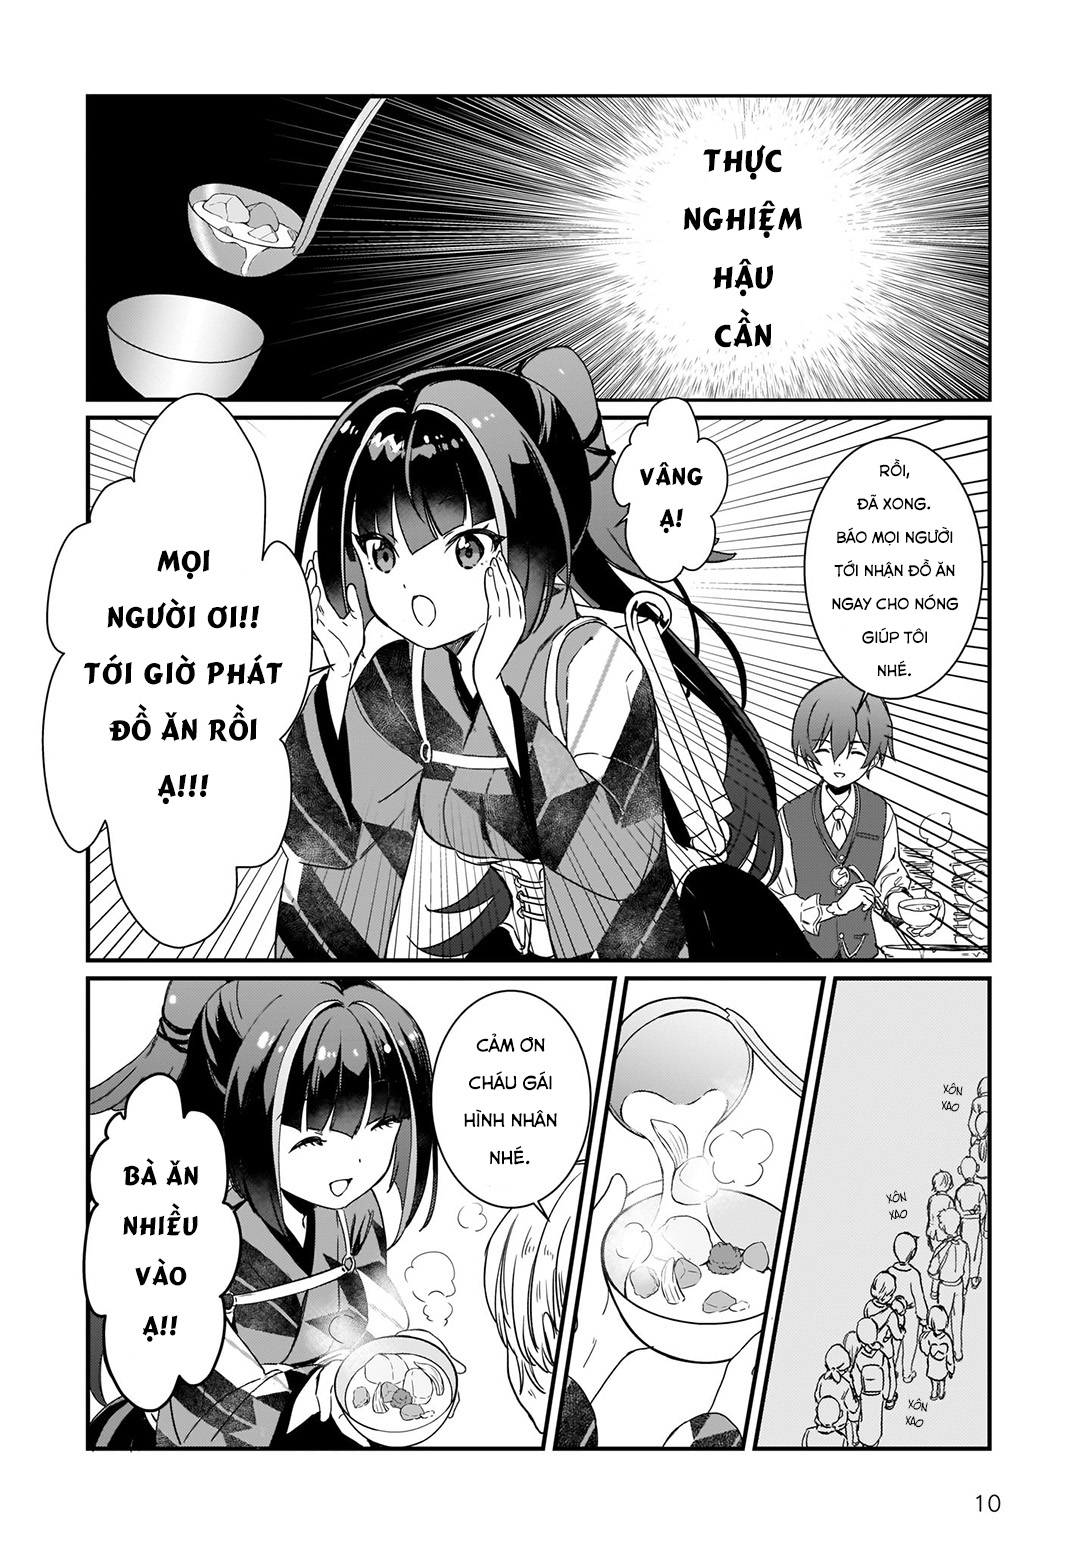 THỰC
NGHIỆM
HẬU
CẦN
RỒI,
ĐÃ XONG.
BÁO MỌI NGƯỜI
TỚI NHẬN ĐỒ ĂN
NGAY CHO NÓNG
GIÚP TÔI
NHÉ.
VÂNG
Ạ!
MỌI
NGƯỜI ƠI!!
TỚI GIỜ PHÁT
ĐỒ ĂN RỒI
Ạ!!!
XÔN
XAO
XÔN
XAO
XÔN
XAO
CẢM ƠN
CHÁU GÁI
HÌNH NHÂN
NHÉ.
BÀ ĂN
NHIỀU
VÀO
Ạ!!
10